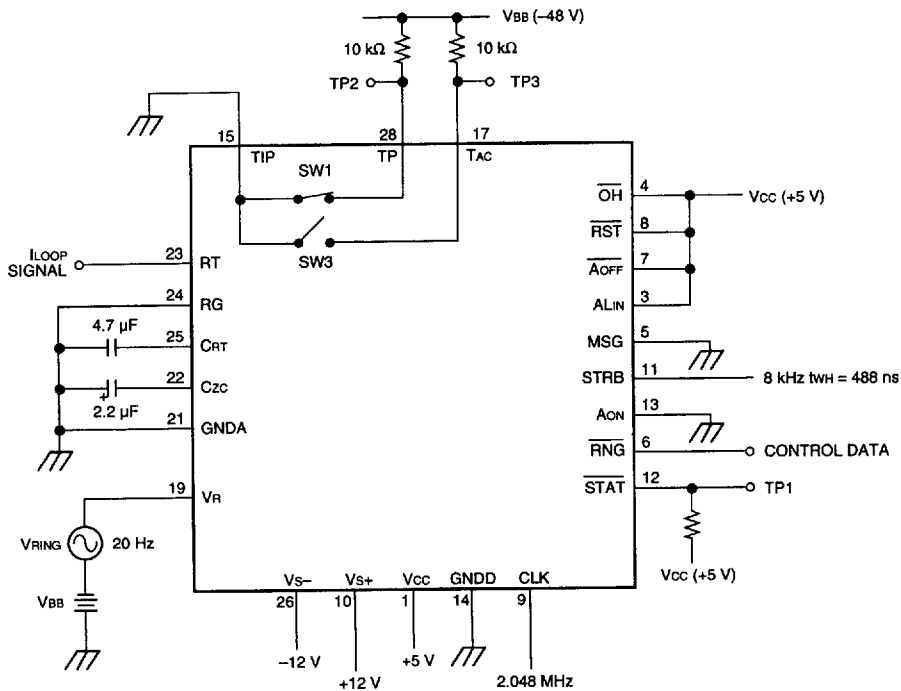 VBB (–48 V)
10 kΩ
10 kΩ
TP2
TP3
15
28
17
TIP
TP
TAC
SW1
SW3
ILOOP
SIGNAL
23
RT
24
RG
4.7 µF
25
CRT
22
CZC
+
2.2 µF
21
GNDA
19
VR
VRING
20 Hz
VBB
OH
4
VCC (+5 V)
RST
8
AOFF
7
ALIN
3
MSG
5
STRB
11
8 kHz tWH = 488 ns
AON
13
RNG
6
CONTROL DATA
STAT
12
TP1
VCC (+5 V)
VS–
VS+
VCC
GNDD
CLK
26
10
1
14
9
–12 V
+12 V
+5 V
2.048 MHz